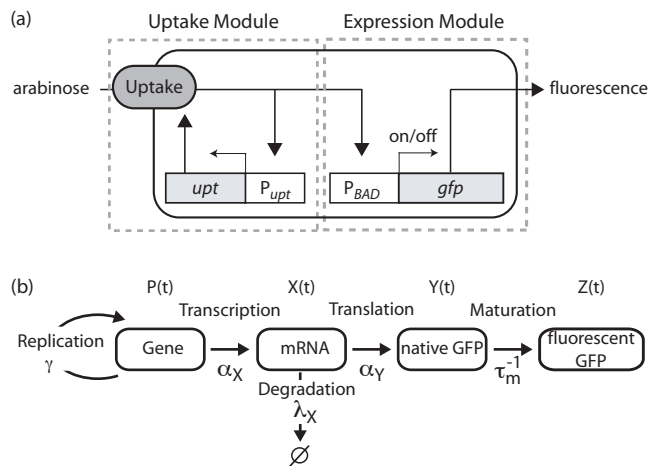 (a)
Uptake Module
Expression Module
arabinose
Uptake
fluorescence
on/off
upt
P_upt
P_BAD
gfp
(b)
P(t)
X(t)
Y(t)
Z(t)
Transcription
Translation
Maturation
Replication
γ
Gene
mRNA
native GFP
fluorescent
GFP
α_X
α_Y
τ_m^-1
Degradation
λ_X
∅